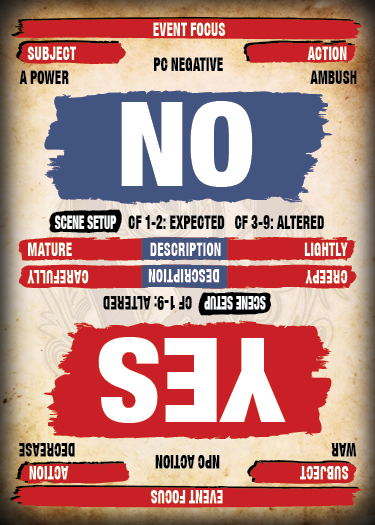 EVENT FOCUS
SUBJECT PC NEGATIVE ACTION
A POWER AMBUSH
NO
SCENE SETUP CF 1-2: EXPECTED CF 3-9: ALTERED
MATURE DESCRIPTION LIGHTLY
CREEPY DESCRIPTION CAREFULLY
SCENE SETUP CF 1-9: ALTERED
YES
WAR DECREASE
SUBJECT NPC ACTION ACTION
EVENT FOCUS